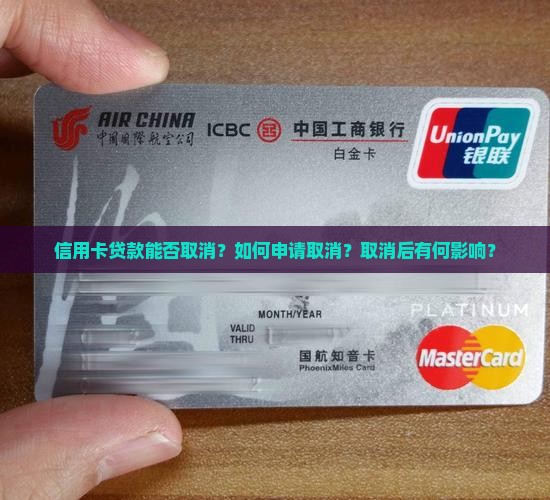 AIR CHINA
中国国際航空公司
ICBC 中国工商银行
白金卡
UnionPay
银联
信用卡贷款能否取消？如何申请取消？取消后有何影响？
PLATINUM
MONTH/YEAR
VALID
THRU
国航知音卡
PhoenixMiles Card
MasterCard